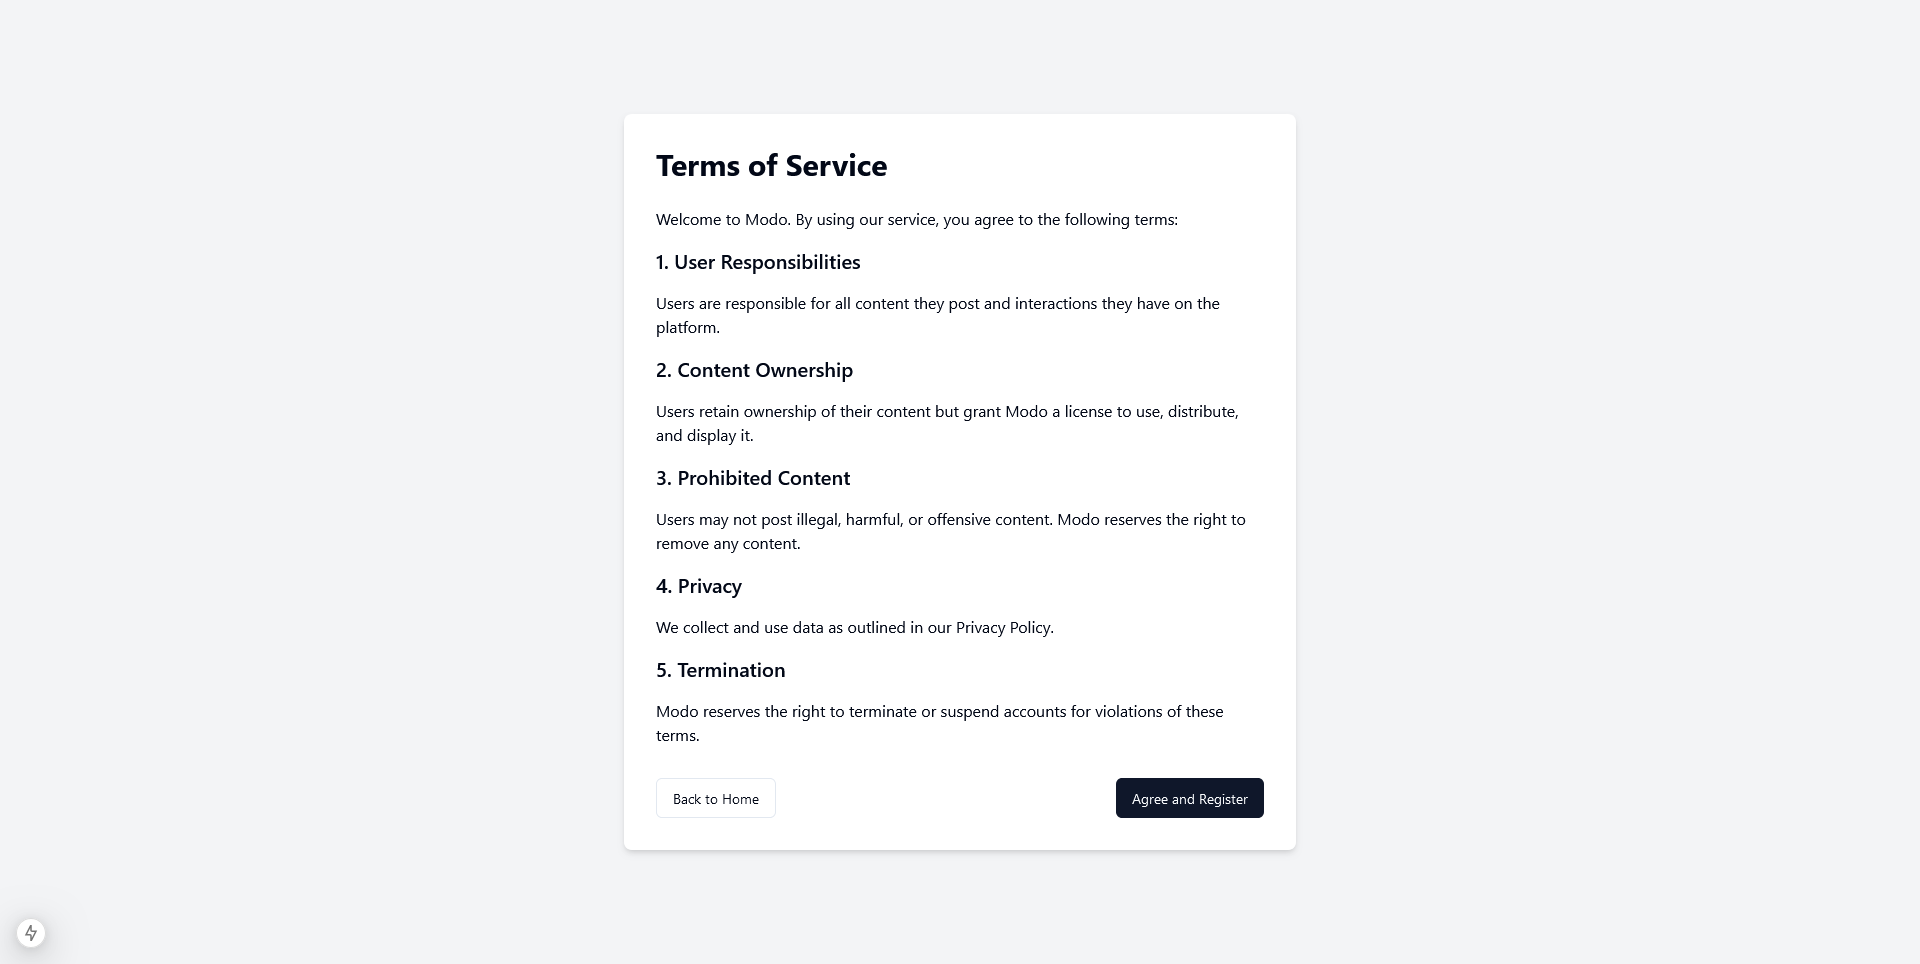 Terms of Service
Welcome to Modo. By using our service, you agree to the following terms:
1. User Responsibilities
Users are responsible for all content they post and interactions they have on the
platform.
2. Content Ownership
Users retain ownership of their content but grant Modo a license to use, distribute,
and display it.
3. Prohibited Content
Users may not post illegal, harmful, or offensive content. Modo reserves the right to
remove any content.
4. Privacy
We collect and use data as outlined in our Privacy Policy.
5. Termination
Modo reserves the right to terminate or suspend accounts for violations of these
terms.
Back to Home
Agree and Register